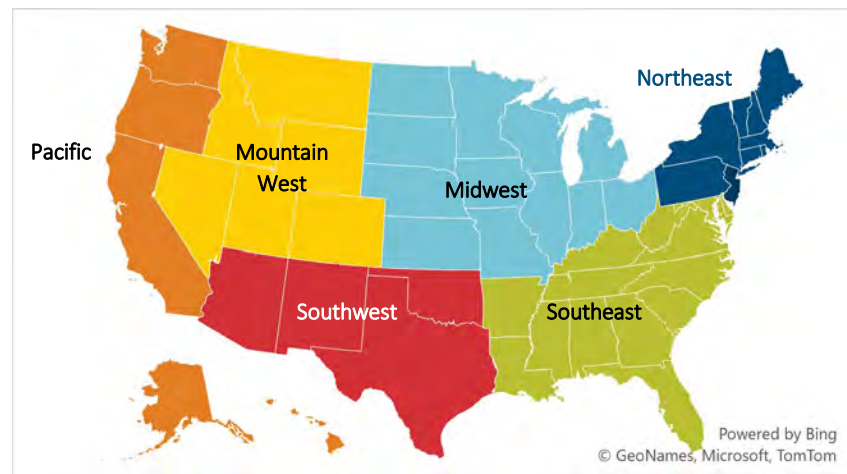 Northeast
Pacific
Mountain
West
Midwest
Southwest
Southeast
Powered by Bing
© GeoNames, Microsoft, TomTom